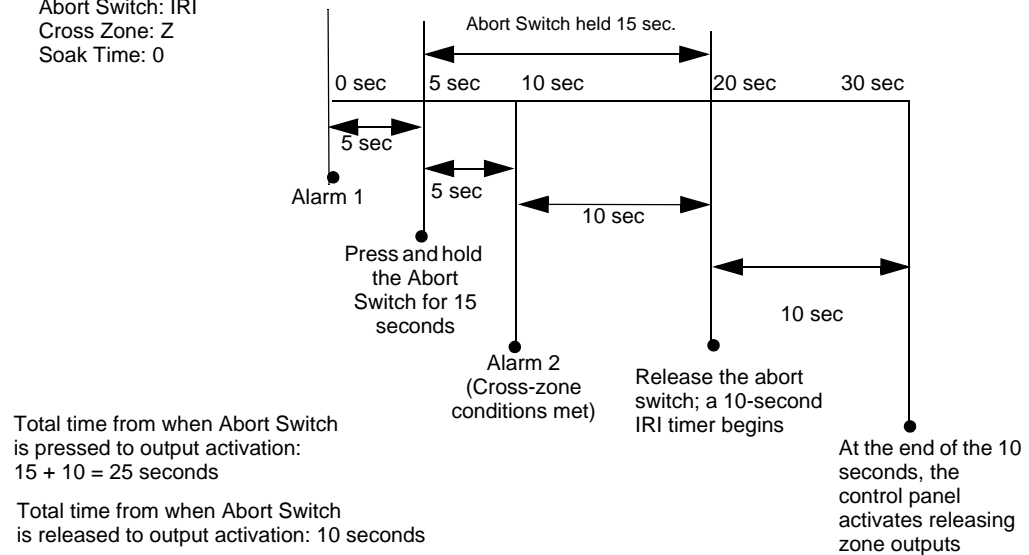 Abort Switch: IRI
Cross Zone: Z
Soak Time: 0
Abort Switch held 15 sec.
0 sec
5 sec
10 sec
20 sec
30 sec
5 sec
Alarm 1
5 sec
10 sec
Press and hold
the Abort
Switch for 15
seconds
10 sec
Alarm 2
(Cross-zone
conditions met)
Release the abort
switch; a 10-second
IRI timer begins
At the end of the 10
seconds, the
control panel
activates releasing
zone outputs
Total time from when Abort Switch
is pressed to output activation:
15 + 10 = 25 seconds
Total time from when Abort Switch
is released to output activation: 10 seconds